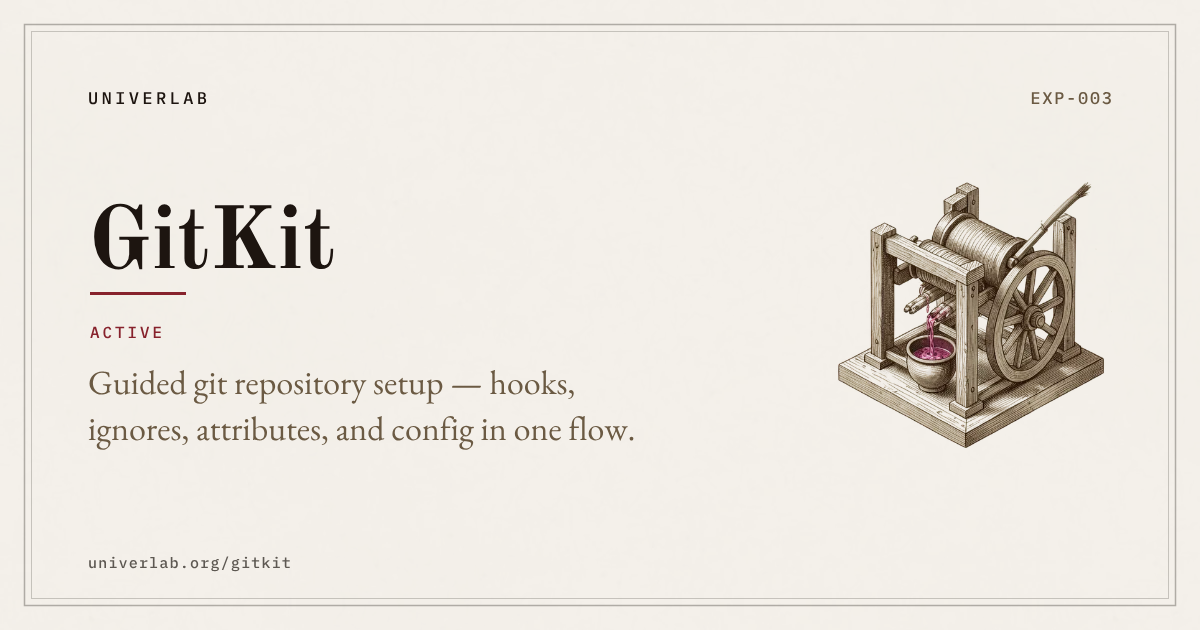 UNIVERLAB
EXP-003
GitKit
ACTIVE
Guided git repository setup — hooks,
ignores, attributes, and config in one flow.
univerlab.org/gitkit